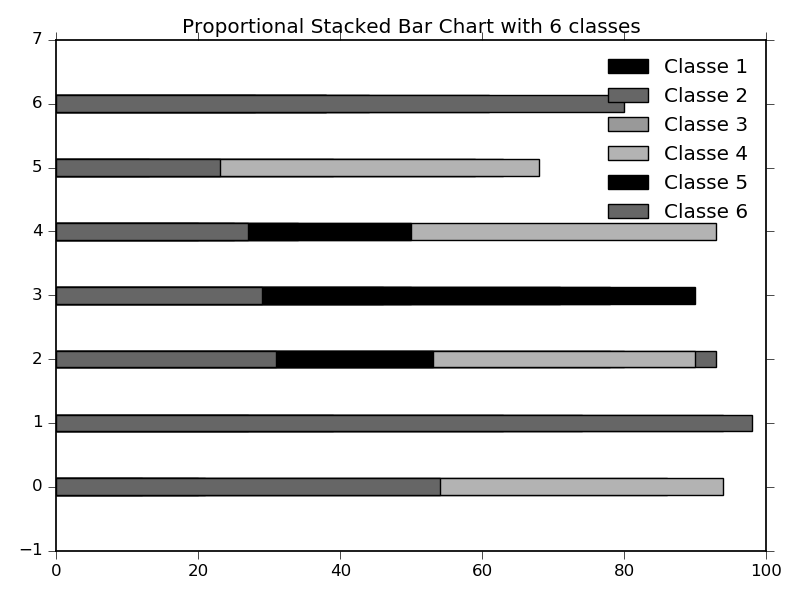 Proportional Stacked Bar Chart with 6 classes
7
6
5
4
3
2
1
0
−1
0 20 40 60 80 100
Classe 1
Classe 2
Classe 3
Classe 4
Classe 5
Classe 6